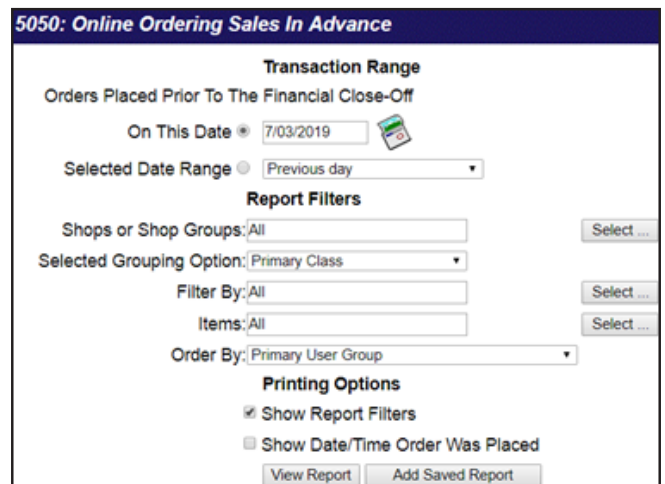 5050: Online Ordering Sales In Advance
Transaction Range
Orders Placed Prior To The Financial Close-Off
On This Date 7/03/2019
Selected Date Range Previous day
Report Filters
Shops or Shop Groups: All Select ...
Selected Grouping Option: Primary Class
Filter By: All Select ...
Items: All Select ...
Order By: Primary User Group
Printing Options
Show Report Filters
Show Date/Time Order Was Placed
View Report Add Saved Report